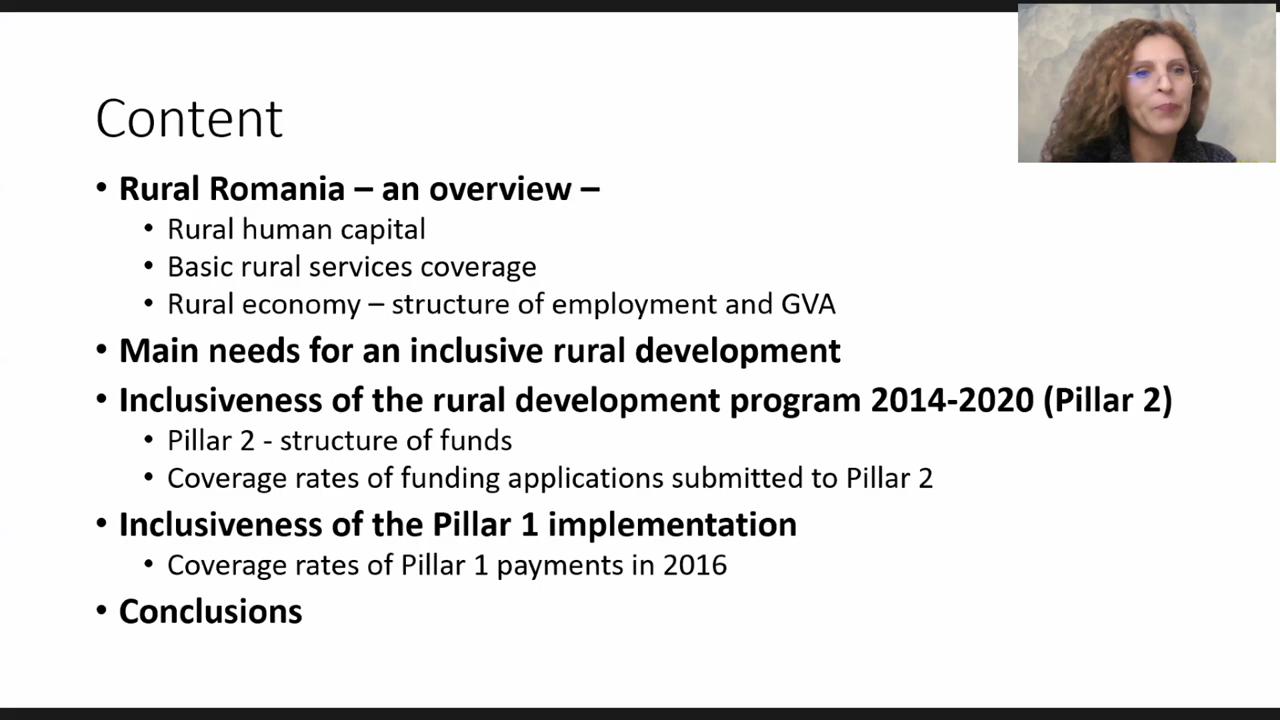 Content
• Rural Romania – an overview –
• Rural human capital
• Basic rural services coverage
• Rural economy – structure of employment and GVA
• Main needs for an inclusive rural development
• Inclusiveness of the rural development program 2014-2020 (Pillar 2)
• Pillar 2 - structure of funds
• Coverage rates of funding applications submitted to Pillar 2
• Inclusiveness of the Pillar 1 implementation
• Coverage rates of Pillar 1 payments in 2016
• Conclusions